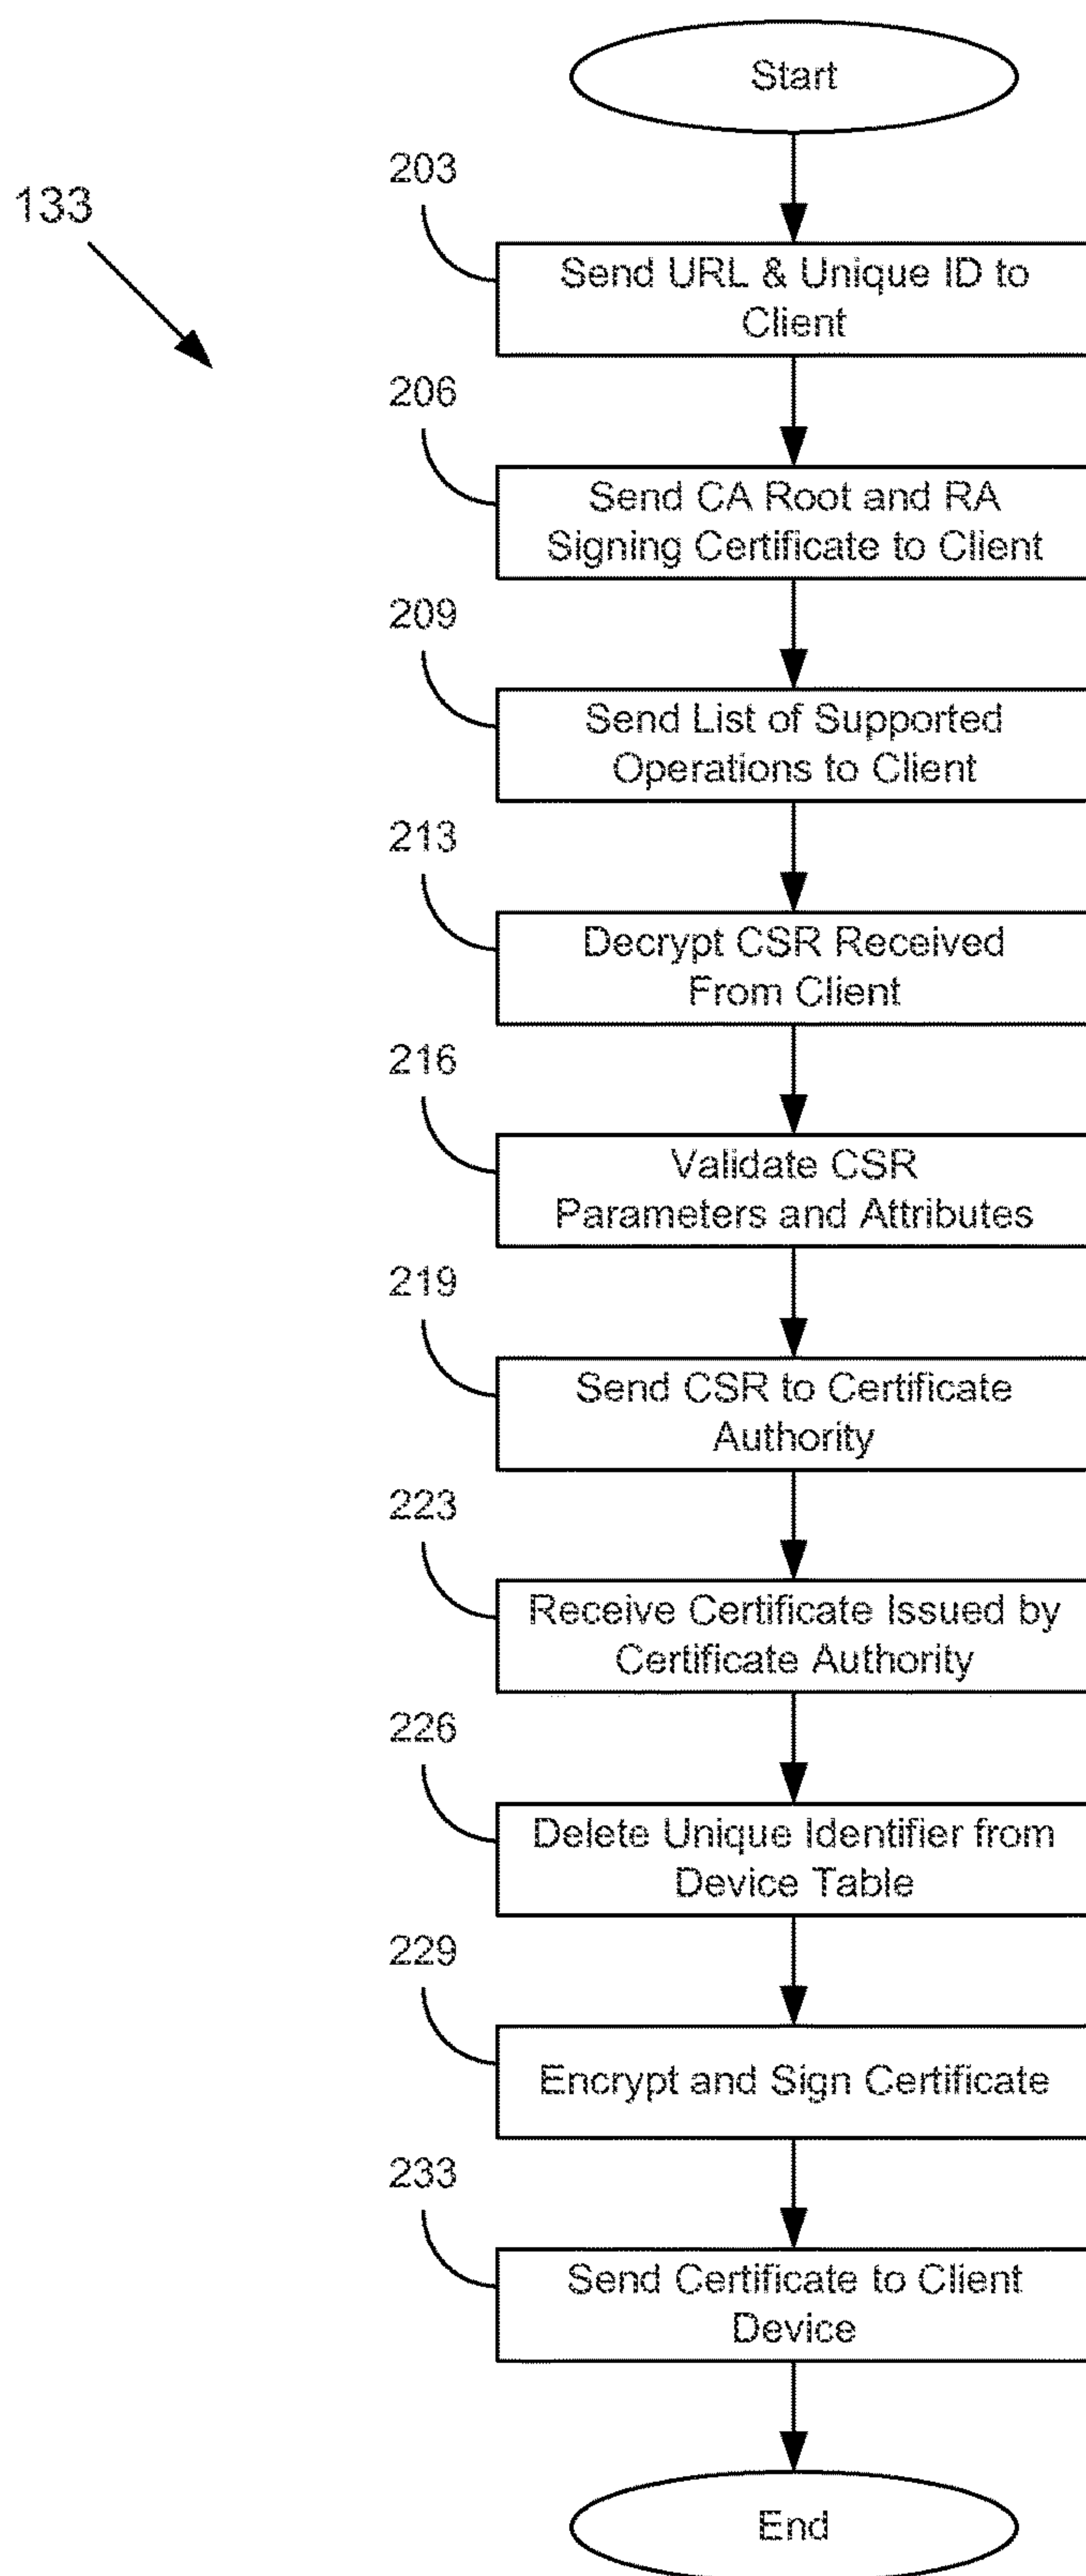 Start
133
203
Send URL & Unique ID to
Client
206
Send CA Root and RA
Signing Certificate to Client
209
Send List of Supported
Operations to Client
213
Decrypt CSR Received
From Client
216
Validate CSR
Parameters and Attributes
219
Send CSR to Certificate
Authority
223
Receive Certificate Issued by
Certificate Authority
226
Delete Unique Identifier from
Device Table
229
Encrypt and Sign Certificate
233
Send Certificate to Client
Device
End